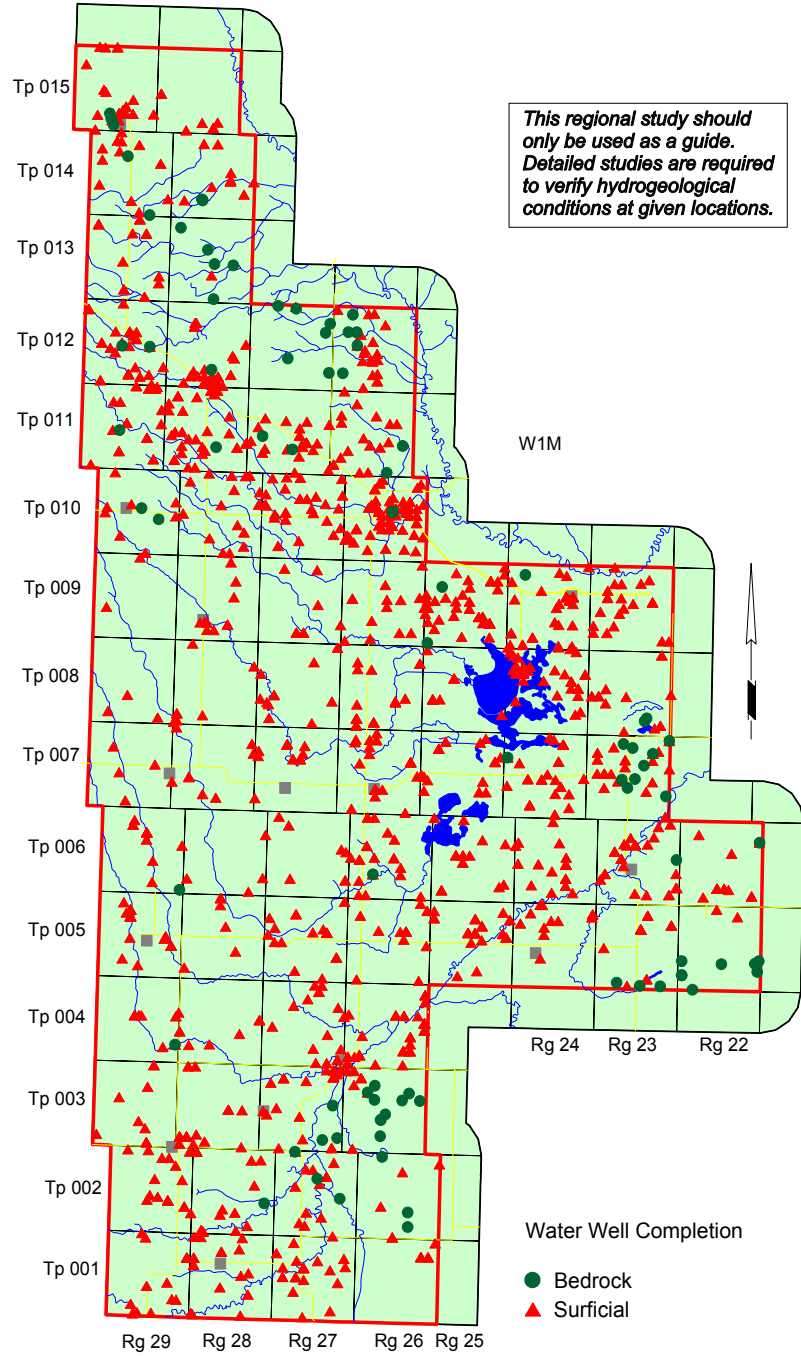 Tp 015
This regional study should
only be used as a guide.
Detailed studies are required
to verify hydrogeological
conditions at given locations.
Tp 014
Tp 013
Tp 012
Tp 011
W1M
Tp 010
Tp 009
Tp 008
Tp 007
Tp 006
Tp 005
Tp 004
Rg 24
Rg 23
Rg 22
Tp 003
Tp 002
Water Well Completion
Tp 001
Bedrock
Surficial
Rg 29
Rg 28
Rg 27
Rg 26
Rg 25